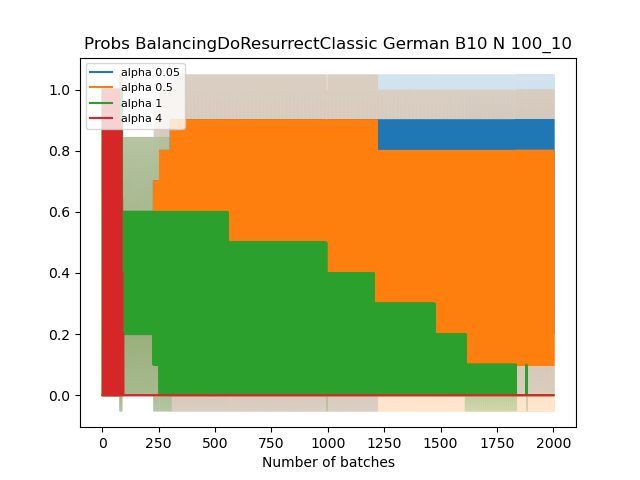 Probs BalancingDoResurrectClassic German B10 N 100_10
alpha 0.05
alpha 0.5
alpha 1
alpha 4
1.0
0.8
0.6
0.4
0.2
0.0
0 250 500 750 1000 1250 1500 1750 2000
Number of batches